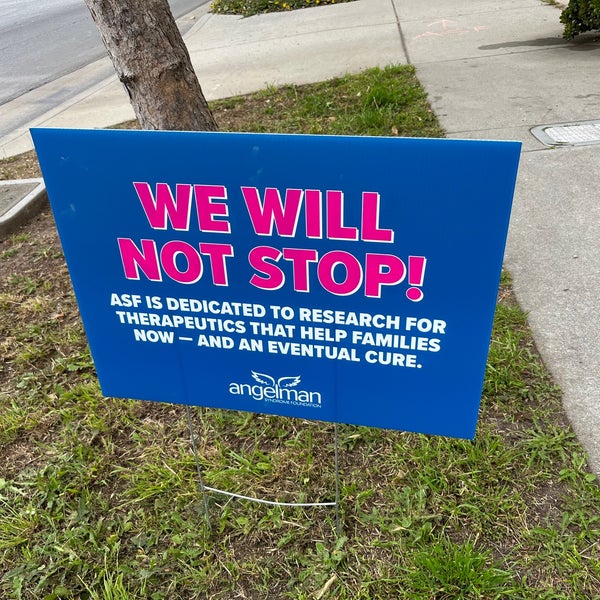 WE WILL
NOT STOP!
ASF IS DEDICATED TO RESEARCH FOR
THERAPEUTICS THAT HELP FAMILIES
NOW — AND AN EVENTUAL CURE.
angelman
SYNDROME FOUNDATION